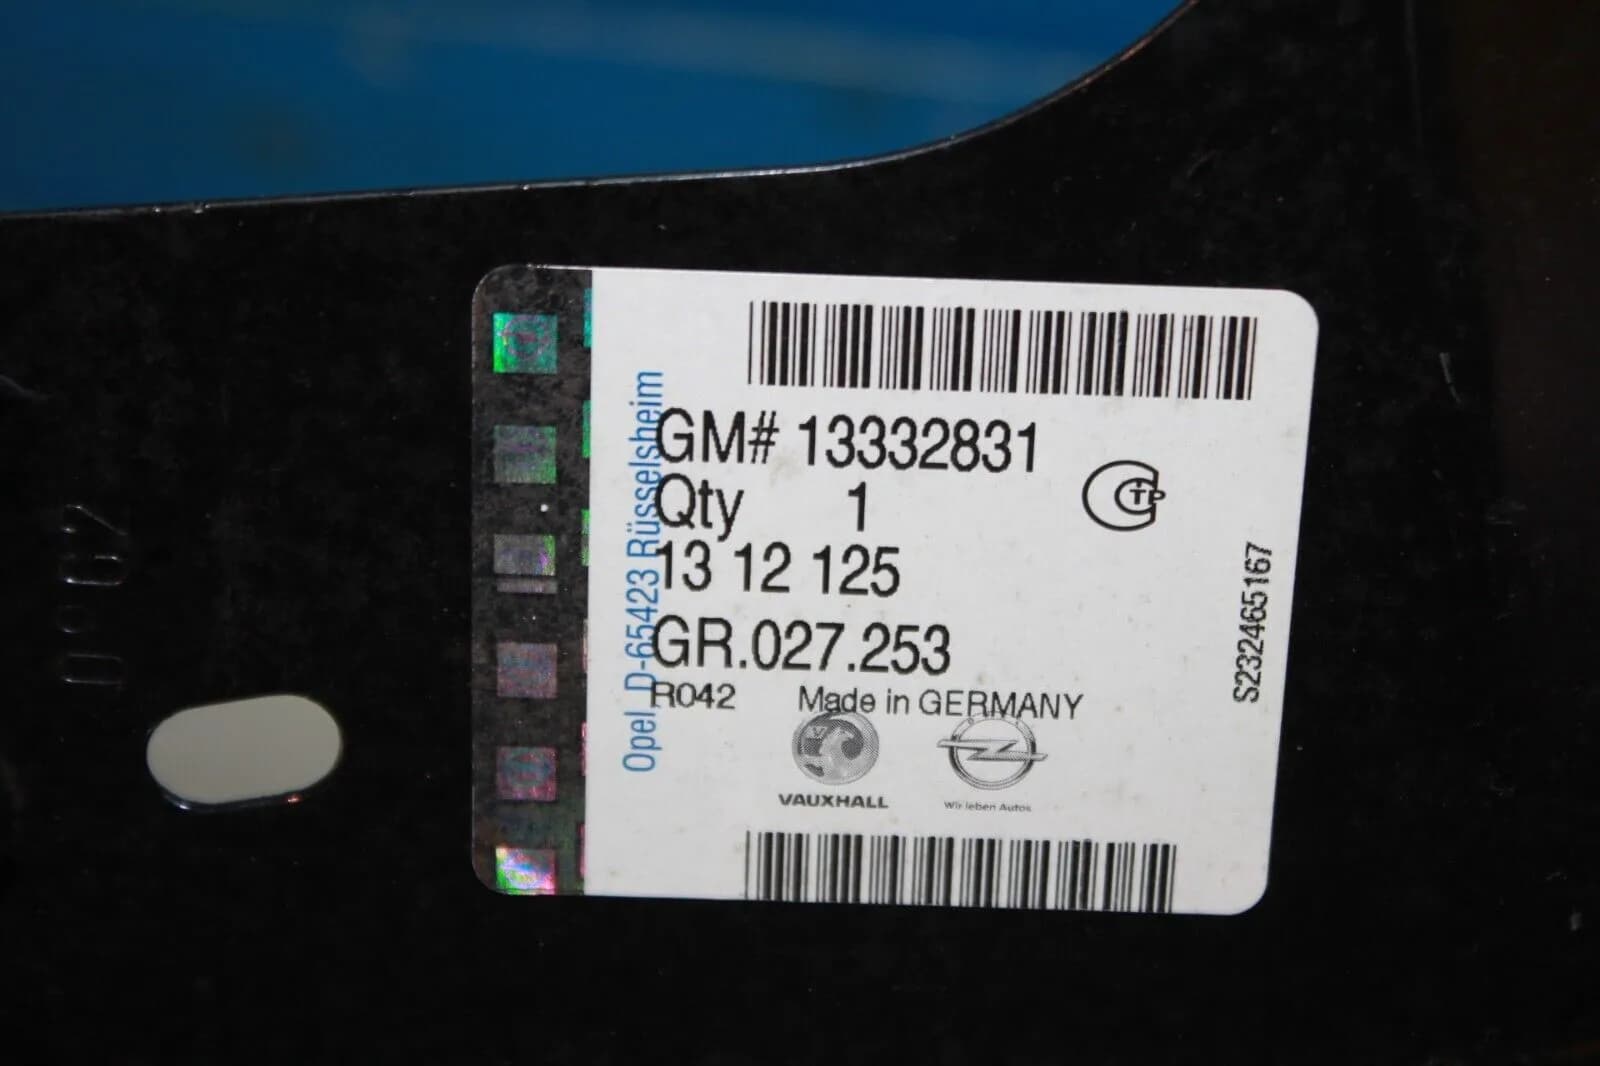 GM# 13332831
Qty 1
13 12 125
GR.027.253
R042 Made in GERMANY
VAUXHALL
OPEL
Wir leben Autos.
Opel D-65423 Rüsselsheim
S232465167